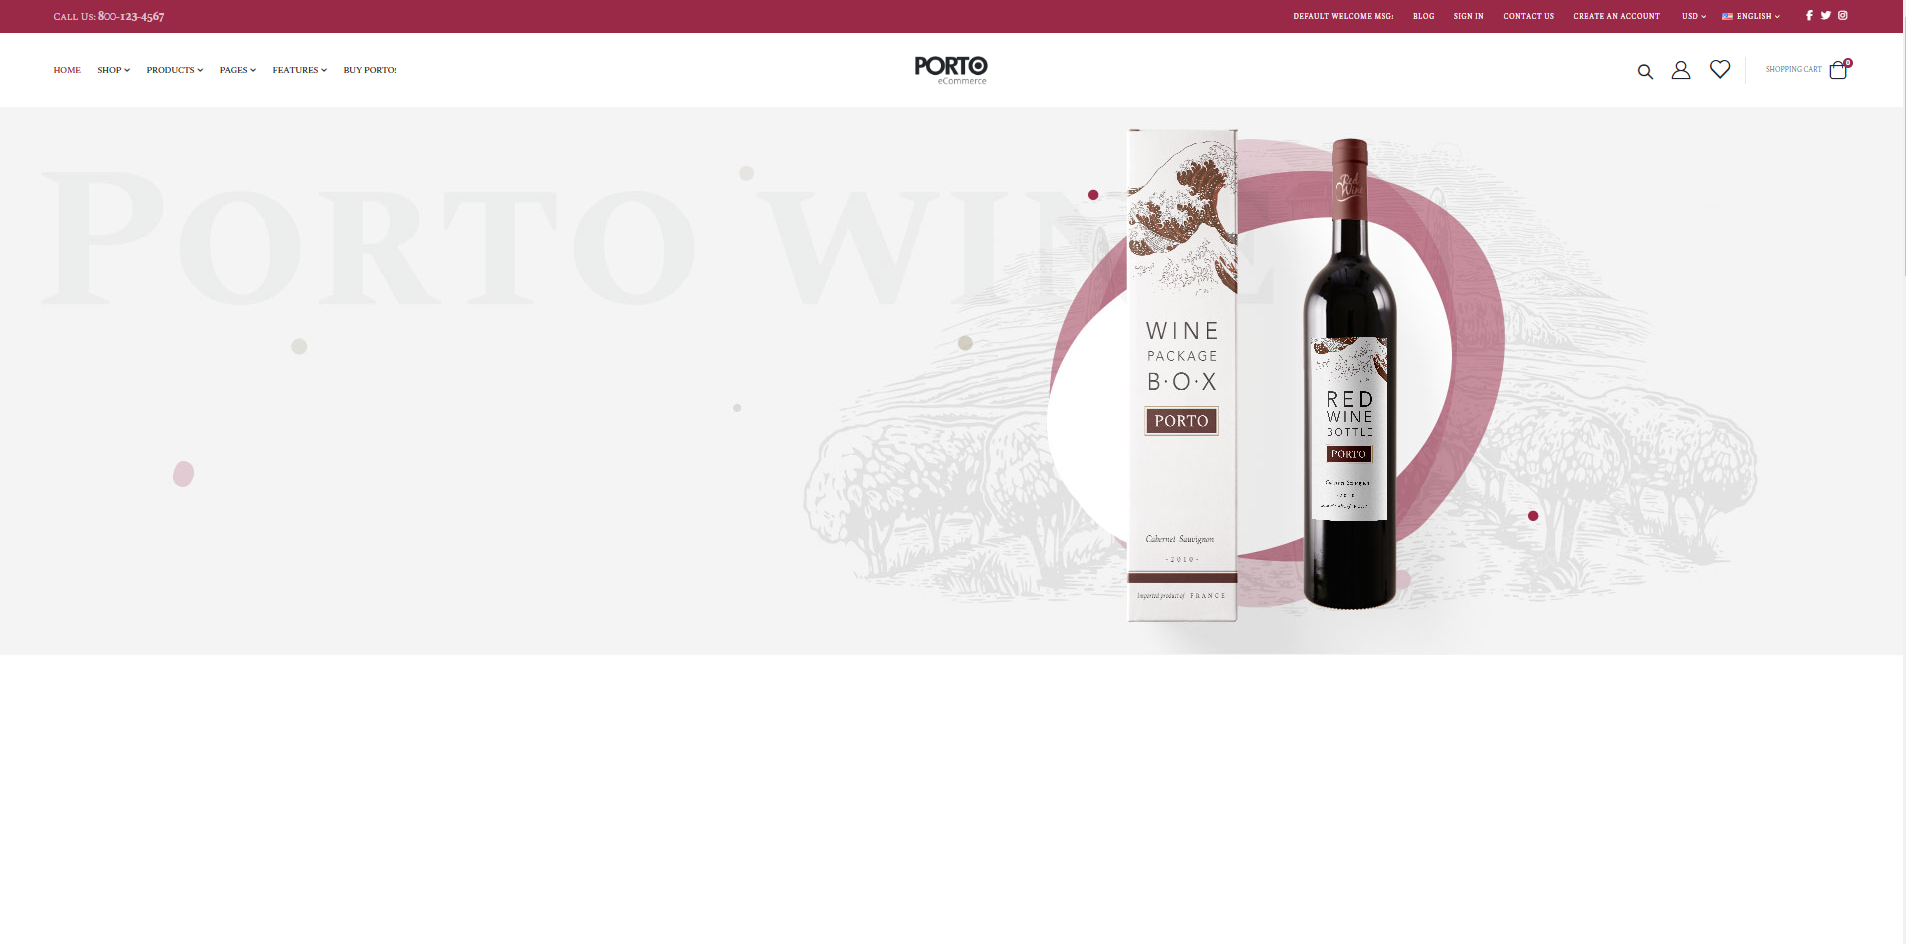 Call Us: 800-123-4567
DEFAULT WELCOME MSG! BLOG SIGN IN CONTACT US CREATE AN ACCOUNT USD ENGLISH
HOME SHOP PRODUCTS PAGES FEATURES BUY PORTO!
PORTO
eCommerce
SHOPPING CART 0
PORTO WINE
WINE
PACKAGE
B·O·X
PORTO
Cabernet Sauvignon
- 2010 -
Imported product of FRANCE
Red
Wine
RED
WINE
BOTTLE
PORTO